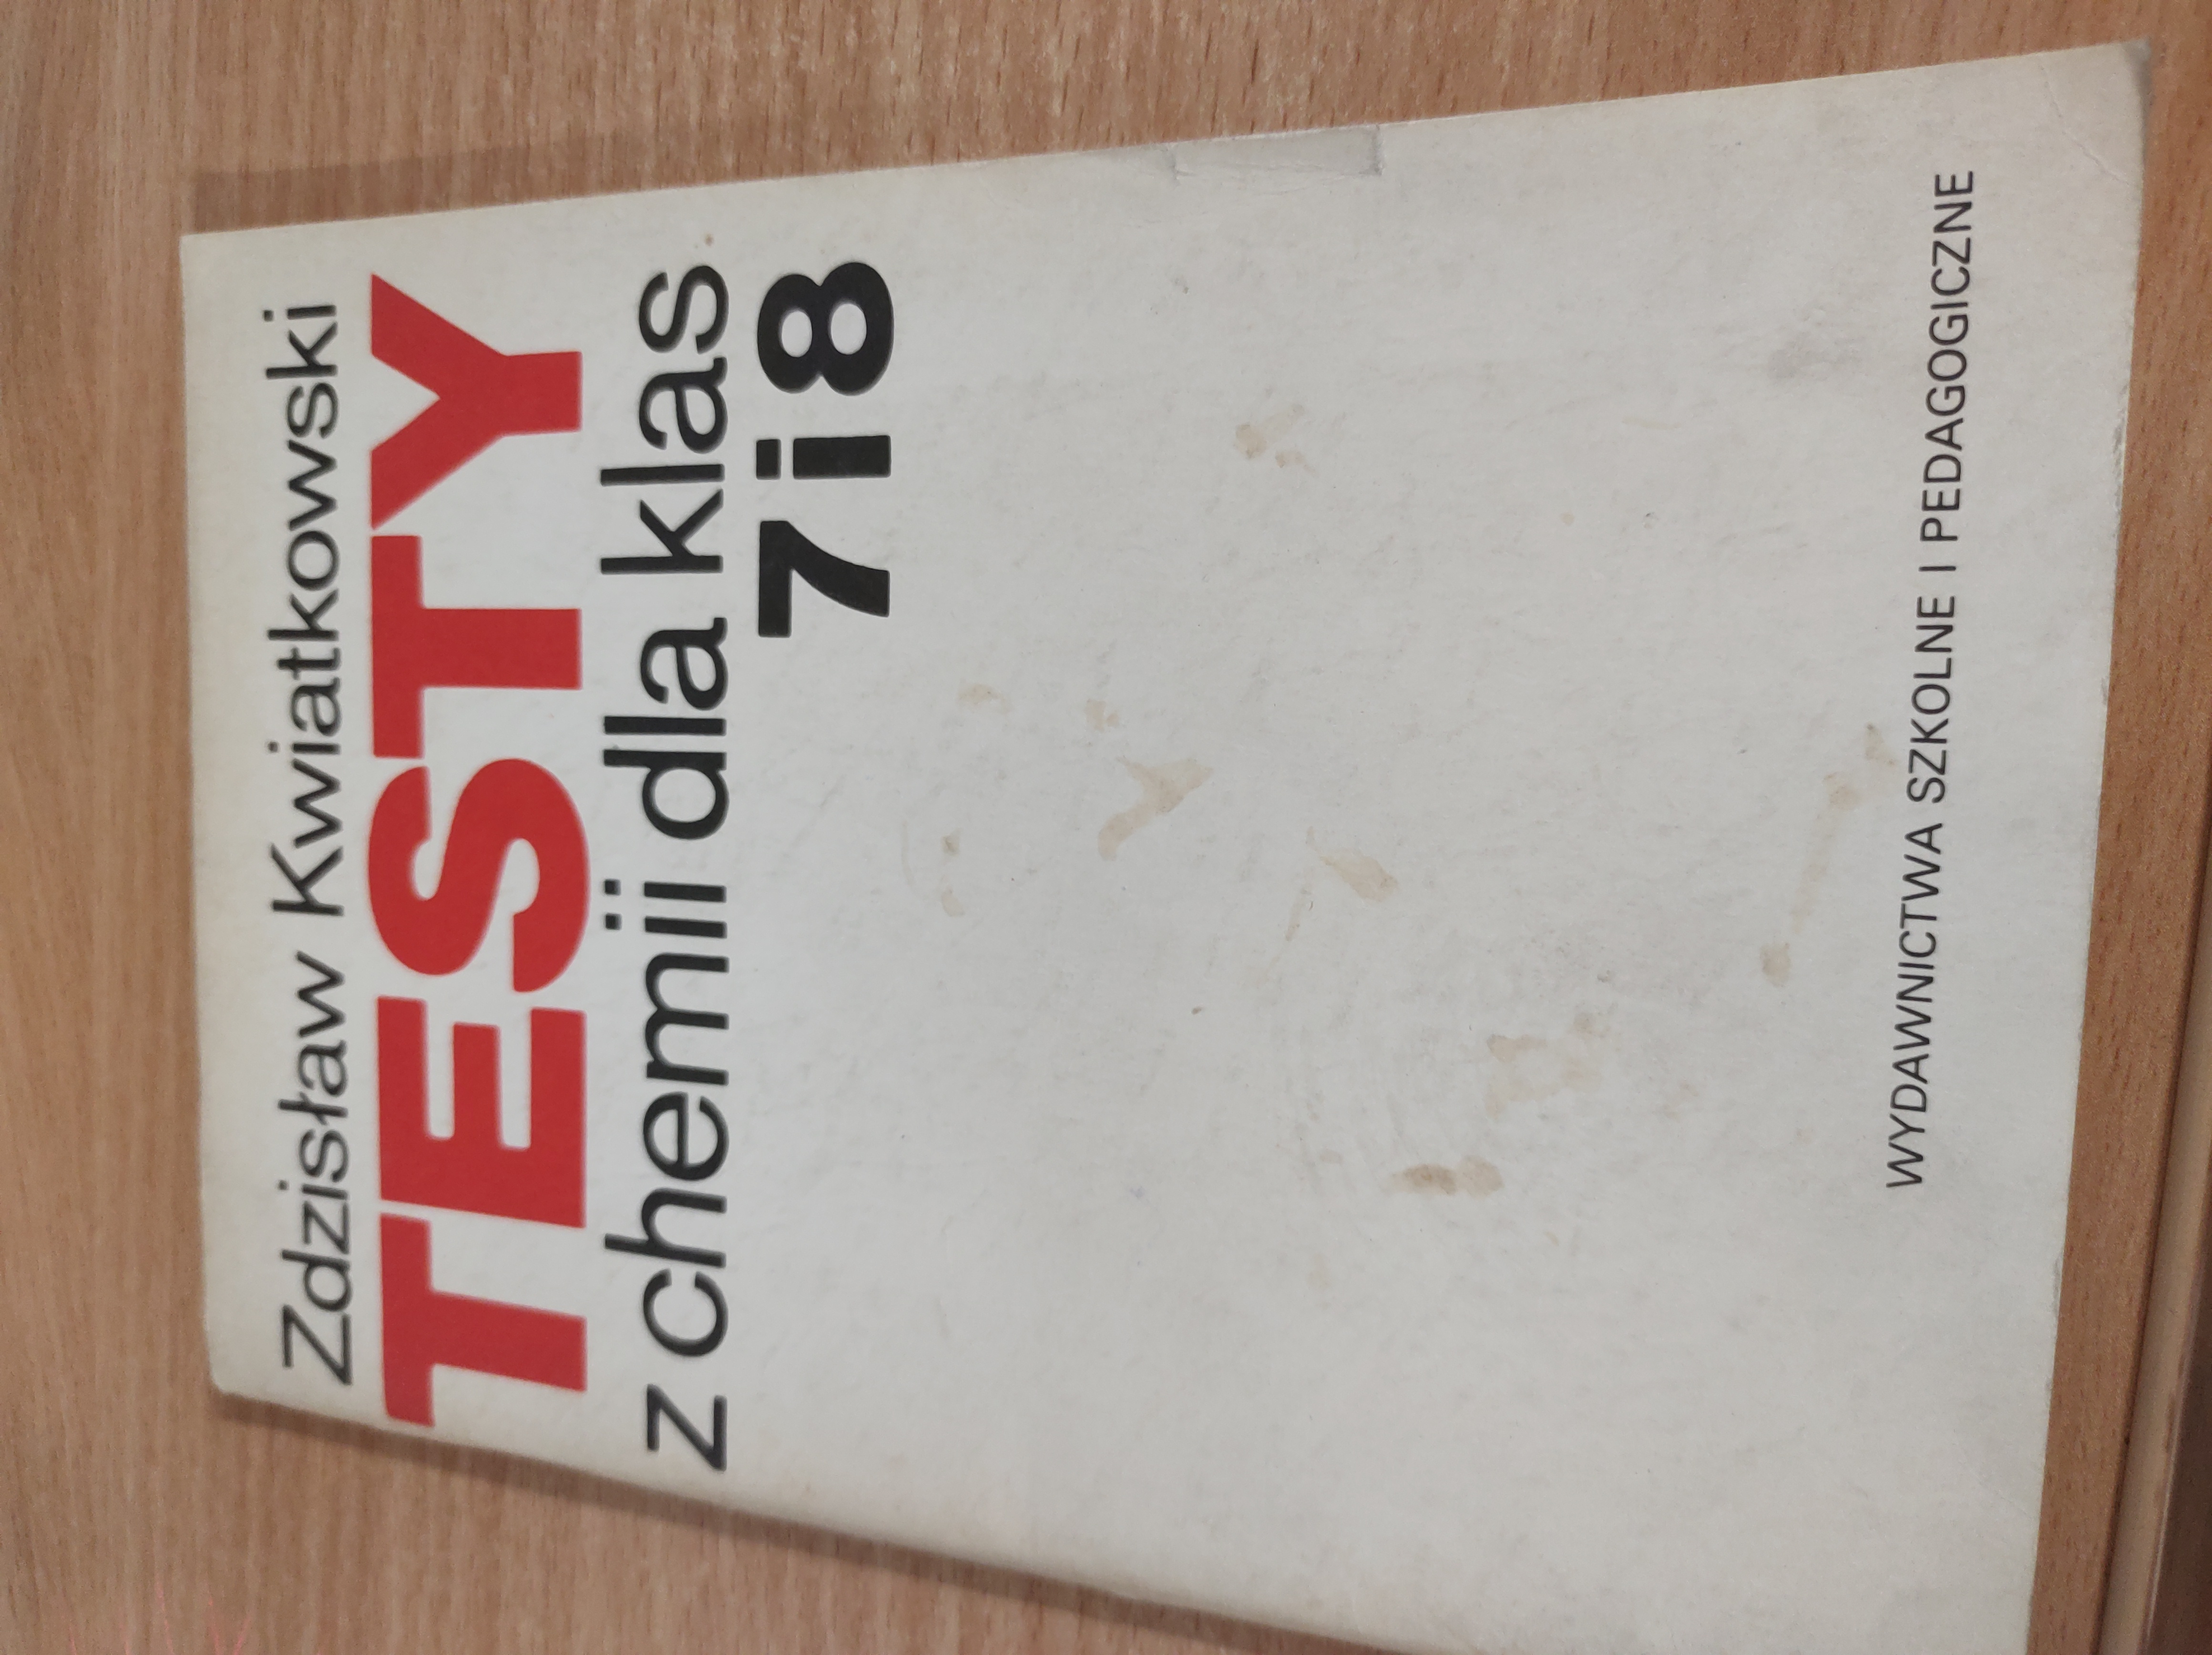 Zdzisław Kwiatkowski
TESTY
z chemii dla klas
7 i 8
WYDAWNICTWA SZKOLNE I PEDAGOGICZNE